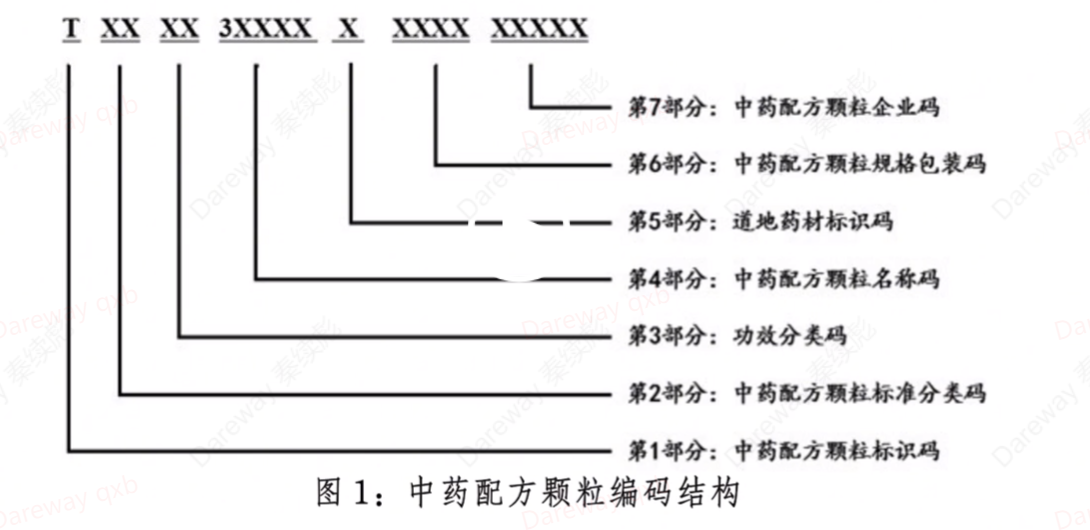 T XX XX 3XXXX X XXXX XXXXX
第7部分：中药配方颗粒企业码
第6部分：中药配方颗粒规格包装码
第5部分：道地药材标识码
第4部分：中药配方颗粒名称码
第3部分：功效分类码
第2部分：中药配方颗粒标准分类码
第1部分：中药配方颗粒标识码
图 1：中药配方颗粒编码结构
Dareway qxb
Dareway 秦续彪